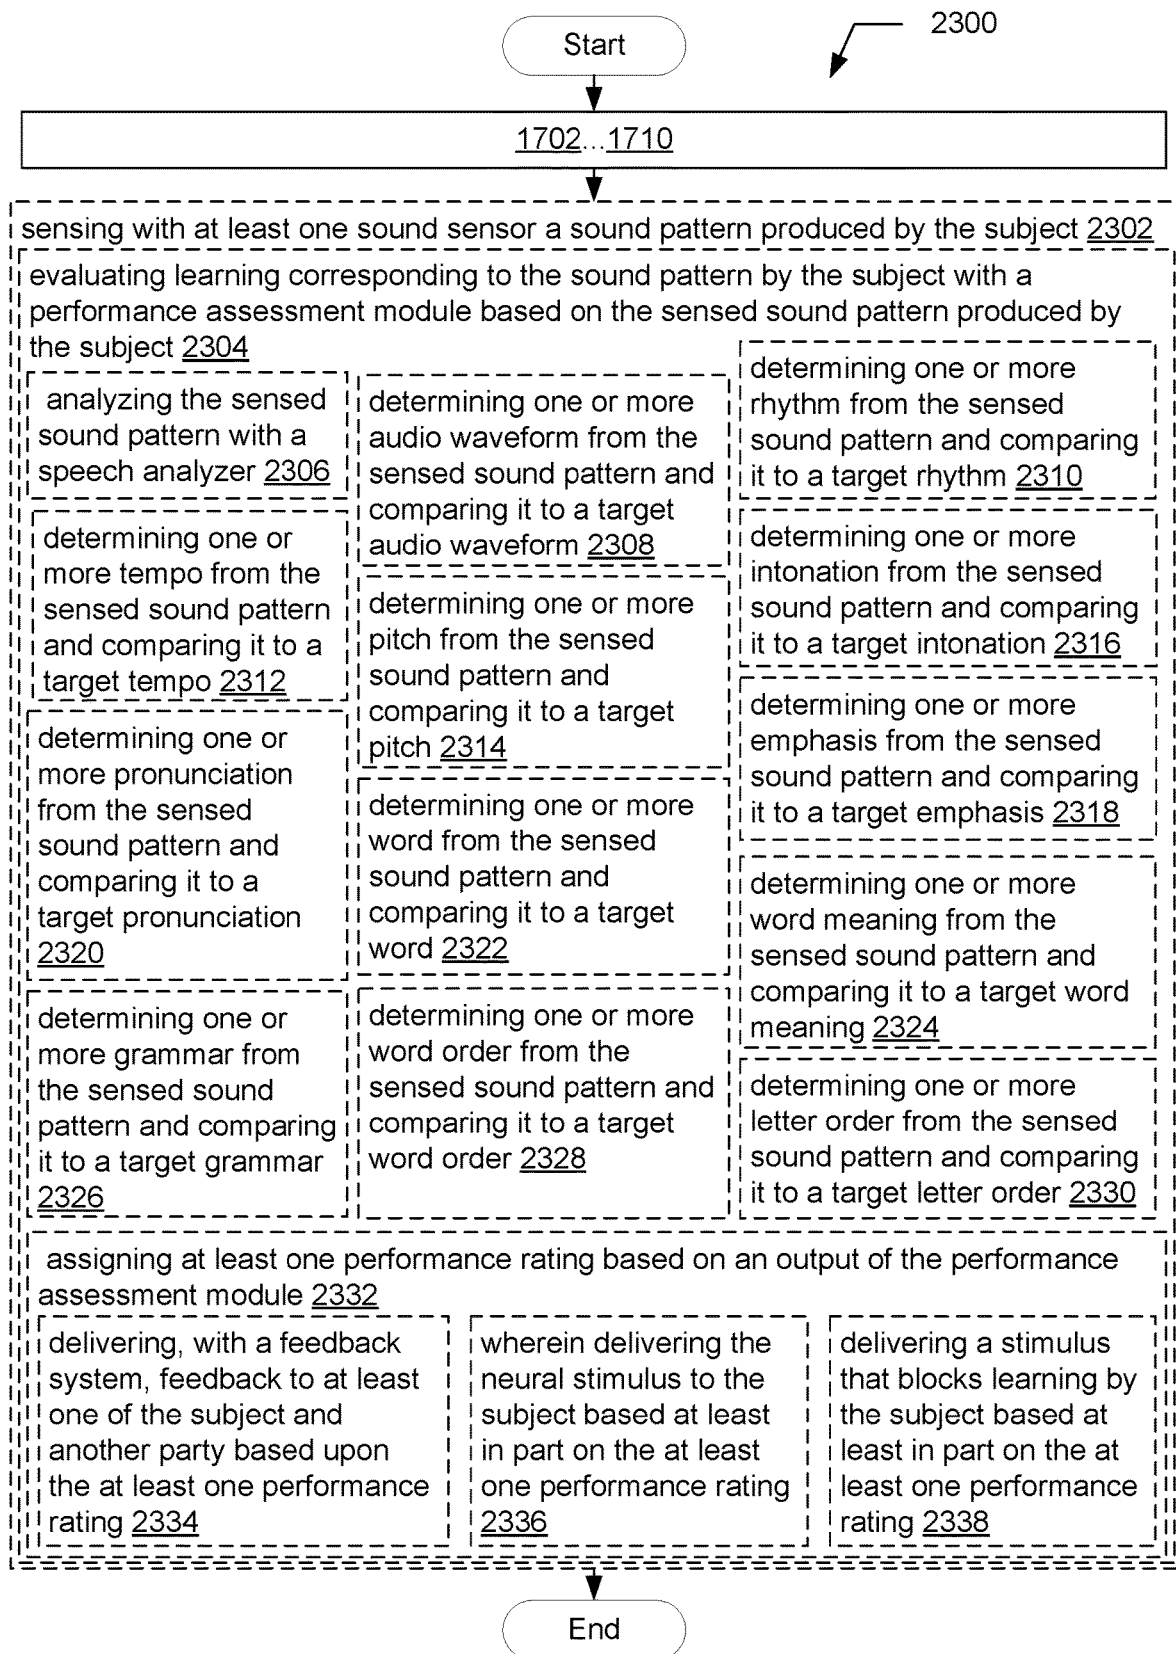 2300
Start
1702...1710
sensing with at least one sound sensor a sound pattern produced by the subject 2302
evaluating learning corresponding to the sound pattern by the subject with a
performance assessment module based on the sensed sound pattern produced by
the subject 2304
analyzing the sensed
sound pattern with a
speech analyzer 2306
determining one or more
audio waveform from the
sensed sound pattern and
comparing it to a target
audio waveform 2308
determining one or more
rhythm from the sensed
sound pattern and comparing
it to a target rhythm 2310
determining one or
more tempo from the
sensed sound pattern
and comparing it to a
target tempo 2312
determining one or more
pitch from the sensed
sound pattern and
comparing it to a target
pitch 2314
determining one or more
intonation from the sensed
sound pattern and comparing
it to a target intonation 2316
determining one or more
emphasis from the sensed
sound pattern and comparing
it to a target emphasis 2318
determining one or
more pronunciation
from the sensed
sound pattern and
comparing it to a
target pronunciation
2320
determining one or more
word from the sensed
sound pattern and
comparing it to a target
word 2322
determining one or more
word meaning from the
sensed sound pattern and
comparing it to a target word
meaning 2324
determining one or
more grammar from
the sensed sound
pattern and comparing
it to a target grammar
2326
determining one or more
word order from the
sensed sound pattern and
comparing it to a target
word order 2328
determining one or more
letter order from the sensed
sound pattern and comparing
it to a target letter order 2330
assigning at least one performance rating based on an output of the performance
assessment module 2332
delivering, with a feedback
system, feedback to at least
one of the subject and
another party based upon
the at least one performance
rating 2334
wherein delivering the
neural stimulus to the
subject based at least
in part on the at least
one performance rating
2336
delivering a stimulus
that blocks learning by
the subject based at
least in part on the at
least one performance
rating 2338
End